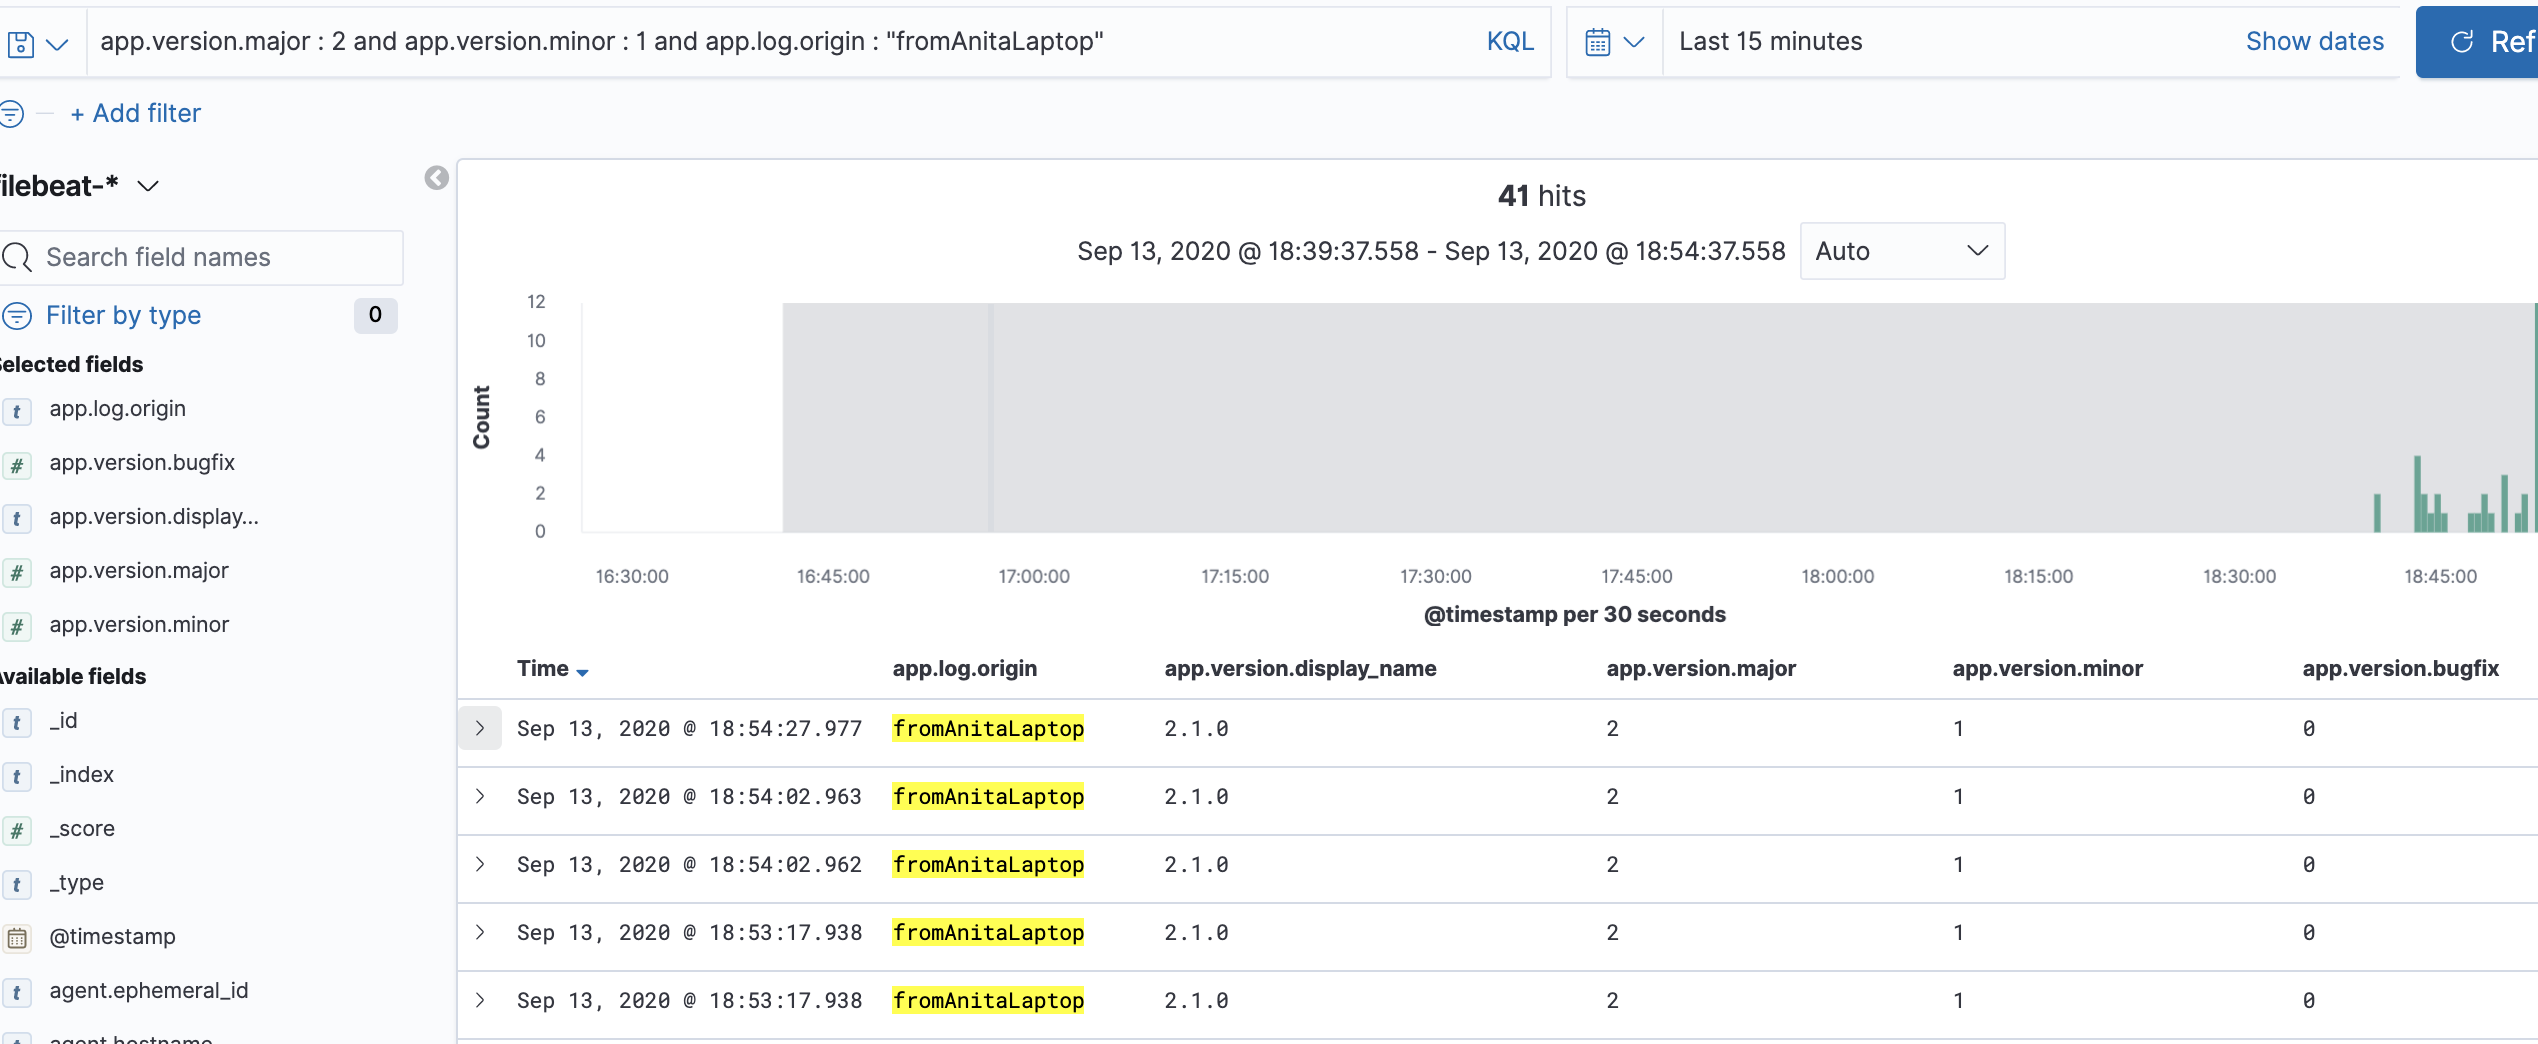 app.version.major : 2 and app.version.minor : 1 and app.log.origin : "fromAnitaLaptop" KQL Last 15 minutes Show dates Ref
+ Add filter
ilebeat-*
Search field names
Filter by type 0
Selected fields
t app.log.origin
# app.version.bugfix
t app.version.display...
# app.version.major
# app.version.minor
Available fields
t _id
t _index
# _score
t _type
@timestamp
t agent.ephemeral_id
agent.hostname
41 hits
Sep 13, 2020 @ 18:39:37.558 - Sep 13, 2020 @ 18:54:37.558 Auto
Count
12
10
8
6
4
2
0
16:30:00 16:45:00 17:00:00 17:15:00 17:30:00 17:45:00 18:00:00 18:15:00 18:30:00 18:45:00
@timestamp per 30 seconds
Time app.log.origin app.version.display_name app.version.major app.version.minor app.version.bugfix
Sep 13, 2020 @ 18:54:27.977 fromAnitaLaptop 2.1.0 2 1 0
Sep 13, 2020 @ 18:54:02.963 fromAnitaLaptop 2.1.0 2 1 0
Sep 13, 2020 @ 18:54:02.962 fromAnitaLaptop 2.1.0 2 1 0
Sep 13, 2020 @ 18:53:17.938 fromAnitaLaptop 2.1.0 2 1 0
Sep 13, 2020 @ 18:53:17.938 fromAnitaLaptop 2.1.0 2 1 0